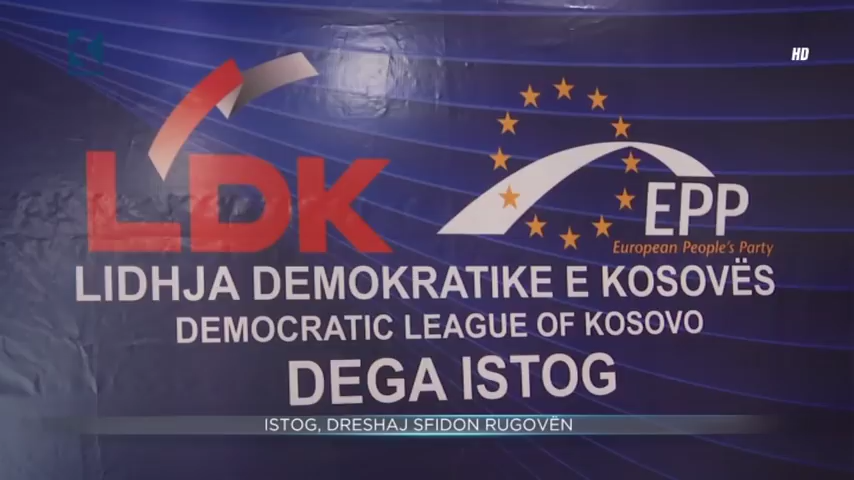 HD
LDK
EPP
European People's Party
LIDHJA DEMOKRATIKE E KOSOVËS
DEMOCRATIC LEAGUE OF KOSOVO
DEGA ISTOG
ISTOG, DRESHAJ SFIDON RUGOVËN